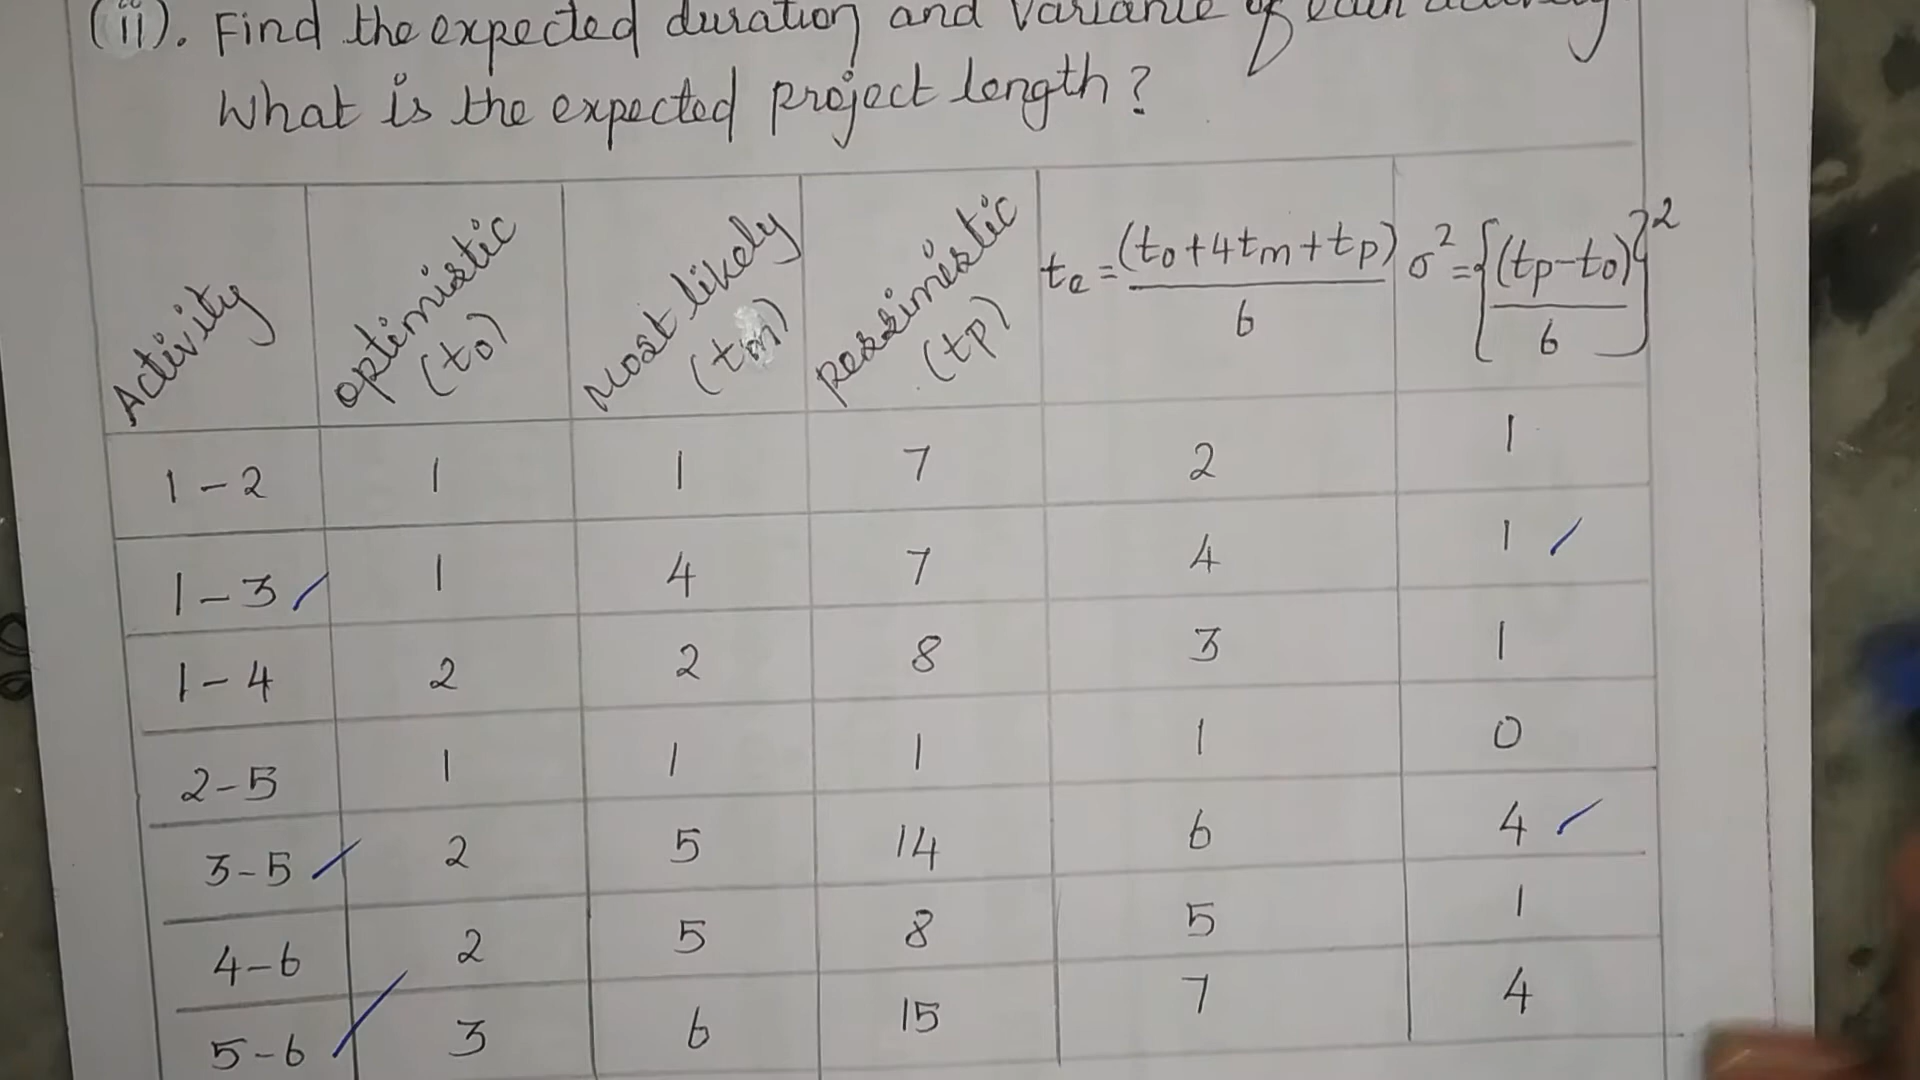 (ii). Find the expected duration and variance of each activity
What is the expected project length?
Activity | optimistic (to) | Most likely (tm) | Pessimistic (tp) | te = (to+4tm+tp) / 6 | σ² = {(tp-to) / 6}²
1-2 | 1 | 1 | 7 | 2 | 1
1-3 | 1 | 4 | 7 | 4 | 1
1-4 | 2 | 2 | 8 | 3 | 1
2-5 | 1 | 1 | 1 | 1 | 0
3-5 | 2 | 5 | 14 | 6 | 4
4-6 | 2 | 5 | 8 | 5 | 1
5-6 | 3 | 6 | 15 | 7 | 4